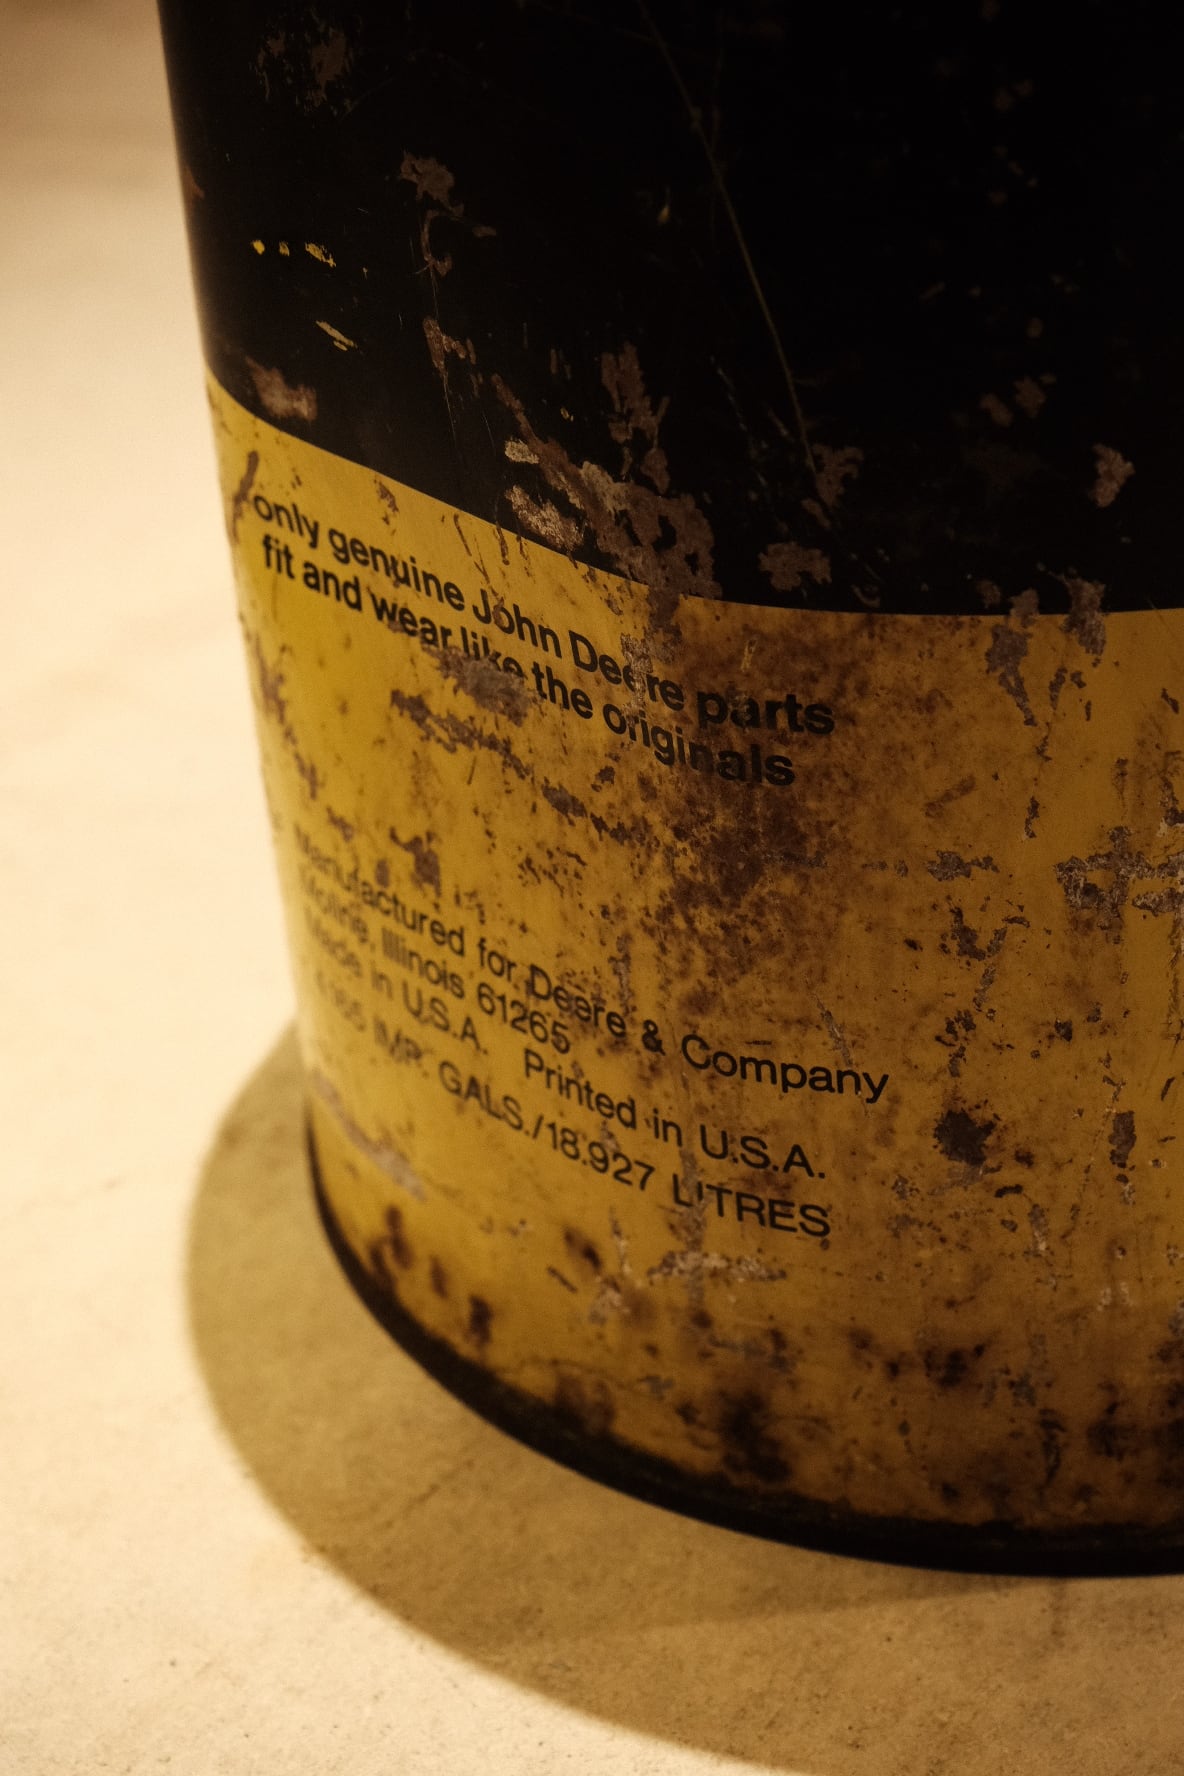 only genuine John Deere parts
fit and wear like the originals
Manufactured for Deere & Company
Moline, Illinois 61265
Made in U.S.A. Printed in U.S.A.
IMP. GALS./18.927 LITRES